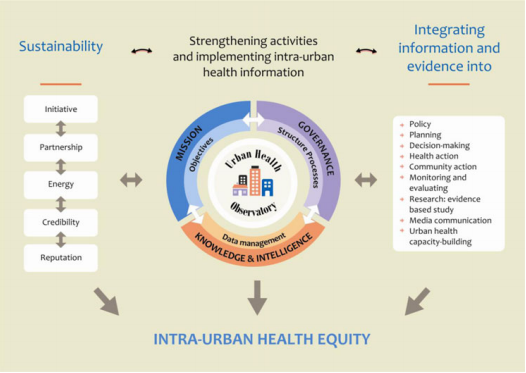 Sustainability
Initiative
Partnership
Energy
Credibility
Reputation
Strengthening activities
and implementing intra-urban
health information
MISSION
Objectives
GOVERNANCE
Structure Processes
Urban Health
Observatory
Data management
KNOWLEDGE & INTELLIGENCE
Integrating
information and
evidence into
Policy
Planning
Decision-making
Health action
Community action
Monitoring and
evaluating
Research: evidence
based study
Media communication
Urban health
capacity-building
INTRA-URBAN HEALTH EQUITY